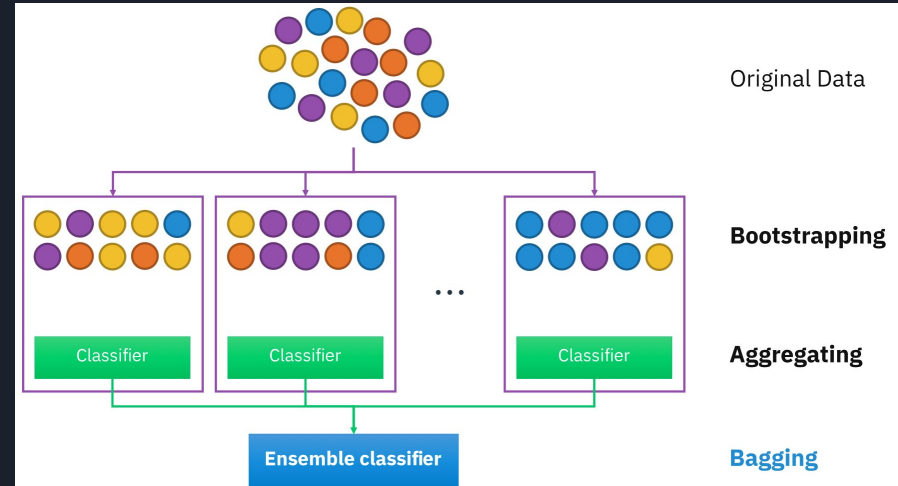 Original Data
Bootstrapping
...
Classifier
Classifier
Classifier
Aggregating
Ensemble classifier
Bagging